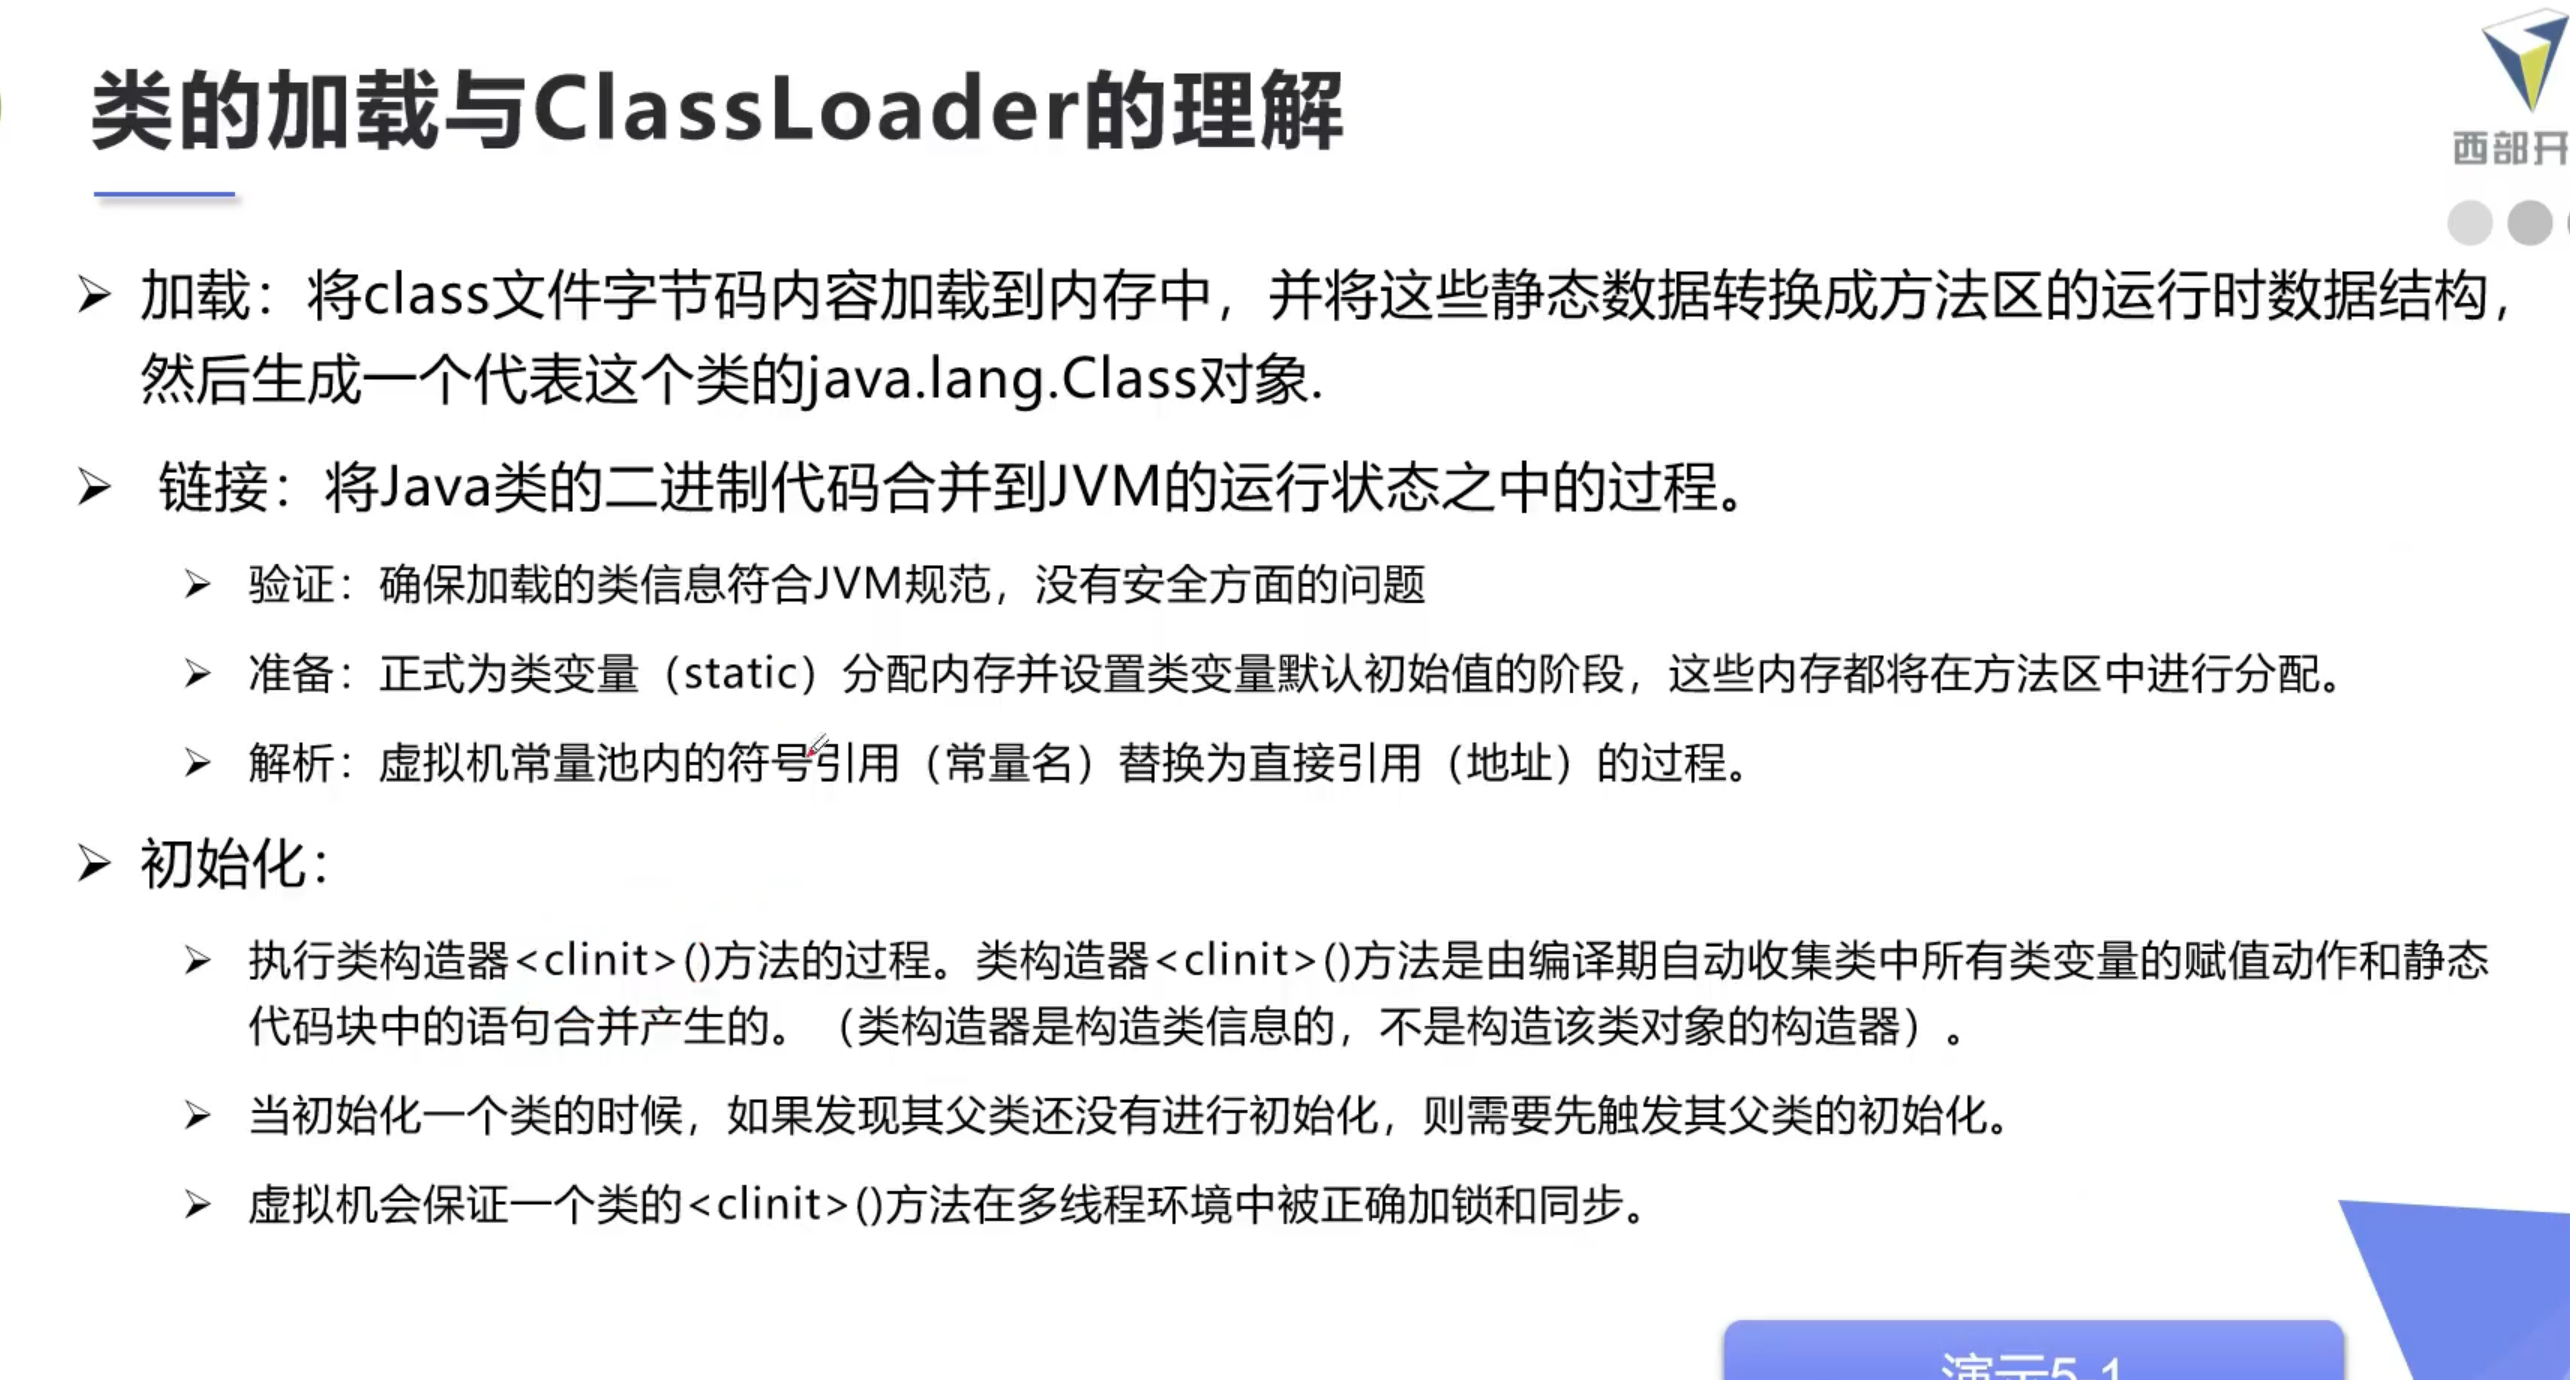 类的加载与ClassLoader的理解
西部开
加载：将class文件字节码内容加载到内存中，并将这些静态数据转换成方法区的运行时数据结构，
然后生成一个代表这个类的java.lang.Class对象.
链接：将Java类的二进制代码合并到JVM的运行状态之中的过程。
验证：确保加载的类信息符合JVM规范，没有安全方面的问题
准备：正式为类变量（static）分配内存并设置类变量默认初始值的阶段，这些内存都将在方法区中进行分配。
解析：虚拟机常量池内的符号引用（常量名）替换为直接引用（地址）的过程。
初始化：
执行类构造器<clinit>()方法的过程。类构造器<clinit>()方法是由编译期自动收集类中所有类变量的赋值动作和静态
代码块中的语句合并产生的。（类构造器是构造类信息的，不是构造该类对象的构造器）。
当初始化一个类的时候，如果发现其父类还没有进行初始化，则需要先触发其父类的初始化。
虚拟机会保证一个类的<clinit>()方法在多线程环境中被正确加锁和同步。
演示5.1